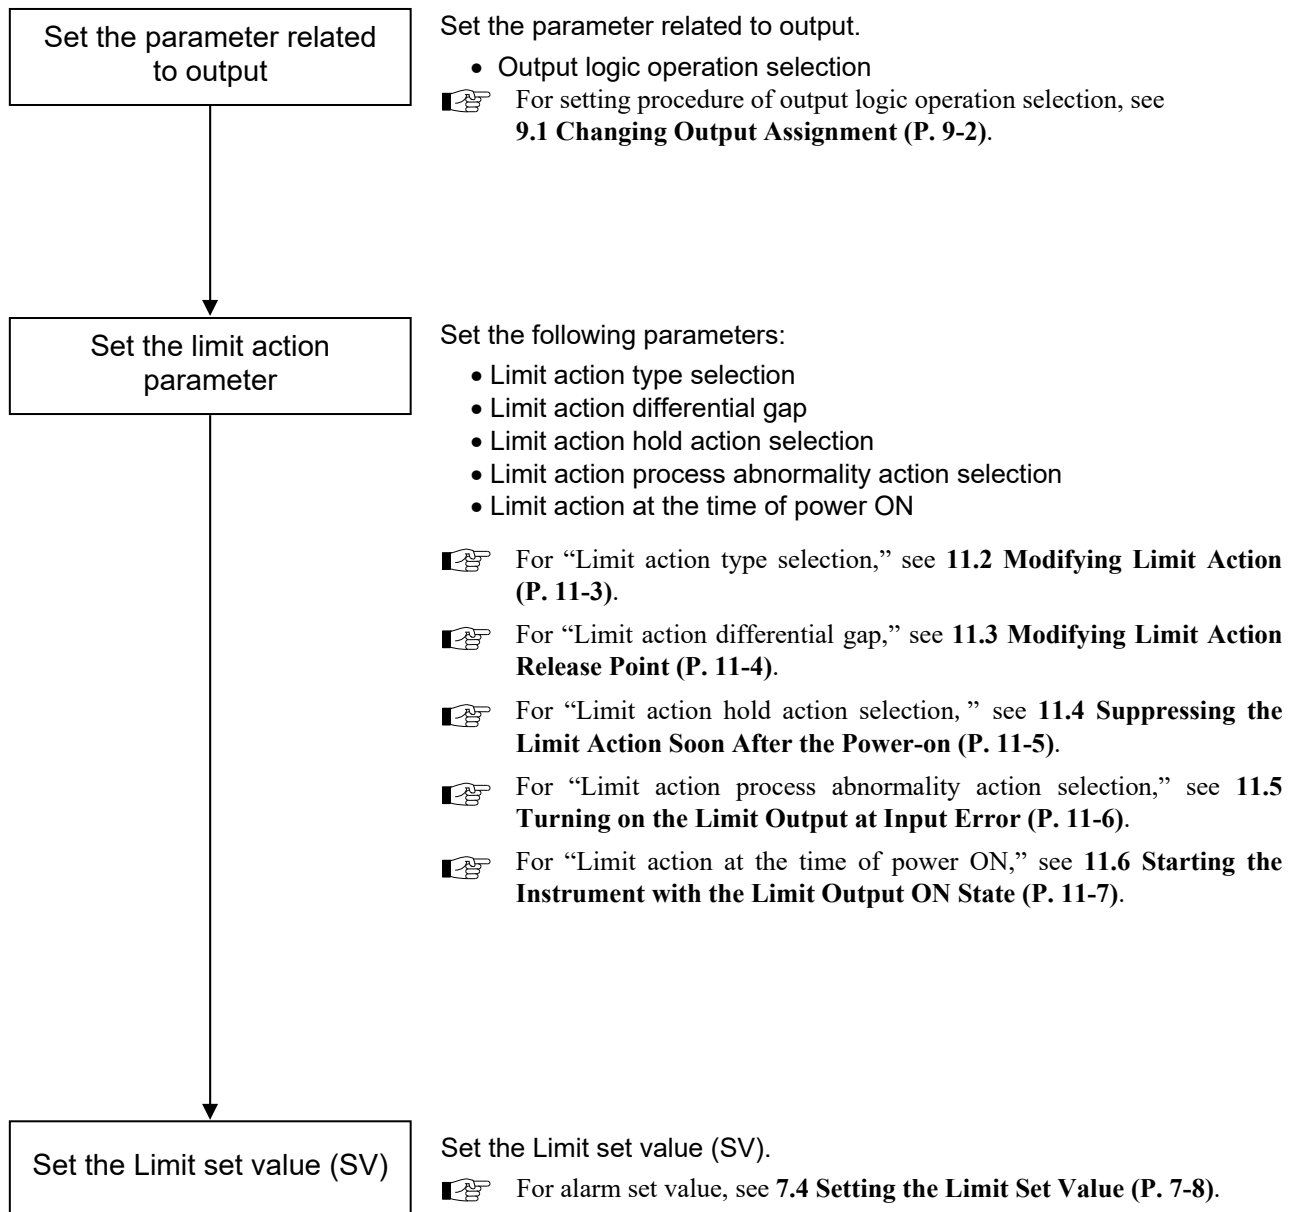 Set the parameter related
to output
Set the parameter related to output.
• Output logic operation selection
For setting procedure of output logic operation selection, see
9.1 Changing Output Assignment (P. 9-2).
Set the limit action
parameter
Set the following parameters:
• Limit action type selection
• Limit action differential gap
• Limit action hold action selection
• Limit action process abnormality action selection
• Limit action at the time of power ON
For “Limit action type selection,” see 11.2 Modifying Limit Action
(P. 11-3).
For “Limit action differential gap,” see 11.3 Modifying Limit Action
Release Point (P. 11-4).
For “Limit action hold action selection, ” see 11.4 Suppressing the
Limit Action Soon After the Power-on (P. 11-5).
For “Limit action process abnormality action selection,” see 11.5
Turning on the Limit Output at Input Error (P. 11-6).
For “Limit action at the time of power ON,” see 11.6 Starting the
Instrument with the Limit Output ON State (P. 11-7).
Set the Limit set value (SV)
Set the Limit set value (SV).
For alarm set value, see 7.4 Setting the Limit Set Value (P. 7-8).